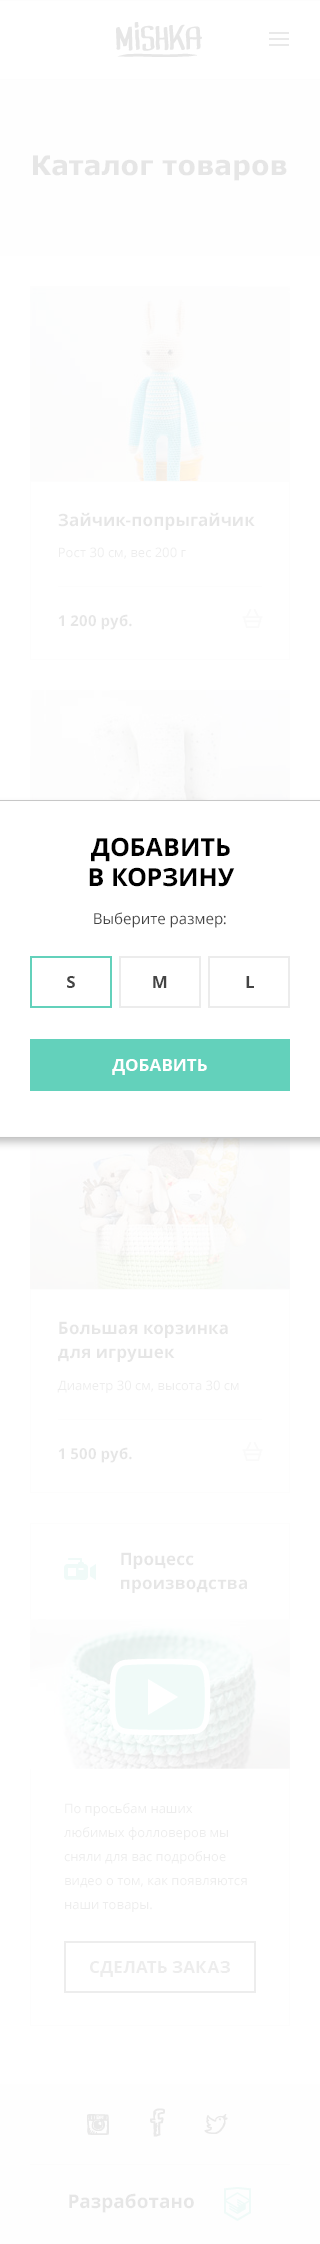 MiSHKA
Каталог товаров
Зайчик-попрыгайчик
Рост 30 см, вес 200 г
1 200 руб.
ДОБАВИТЬ
В КОРЗИНУ
Выберите размер:
S M L
ДОБАВИТЬ
Большая корзинка
для игрушек
Диаметр 30 см, высота 30 см
1 500 руб.
Процесс
производства
По просьбам наших
любимых фолловеров мы
сняли для вас подробное
видео о том, как появляются
наши товары.
СДЕЛАТЬ ЗАКАЗ
Разработано